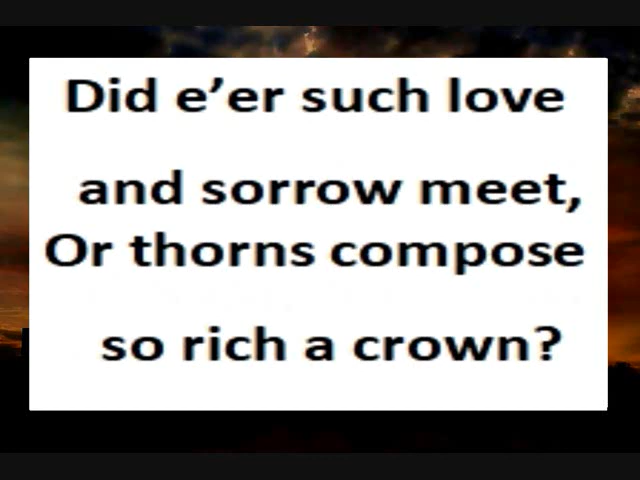 Did e’er such love
and sorrow meet,
Or thorns compose
so rich a crown?